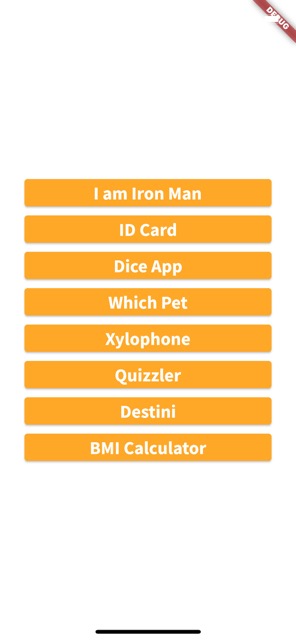 DEBUG
I am Iron Man
ID Card
Dice App
Which Pet
Xylophone
Quizzler
Destini
BMI Calculator